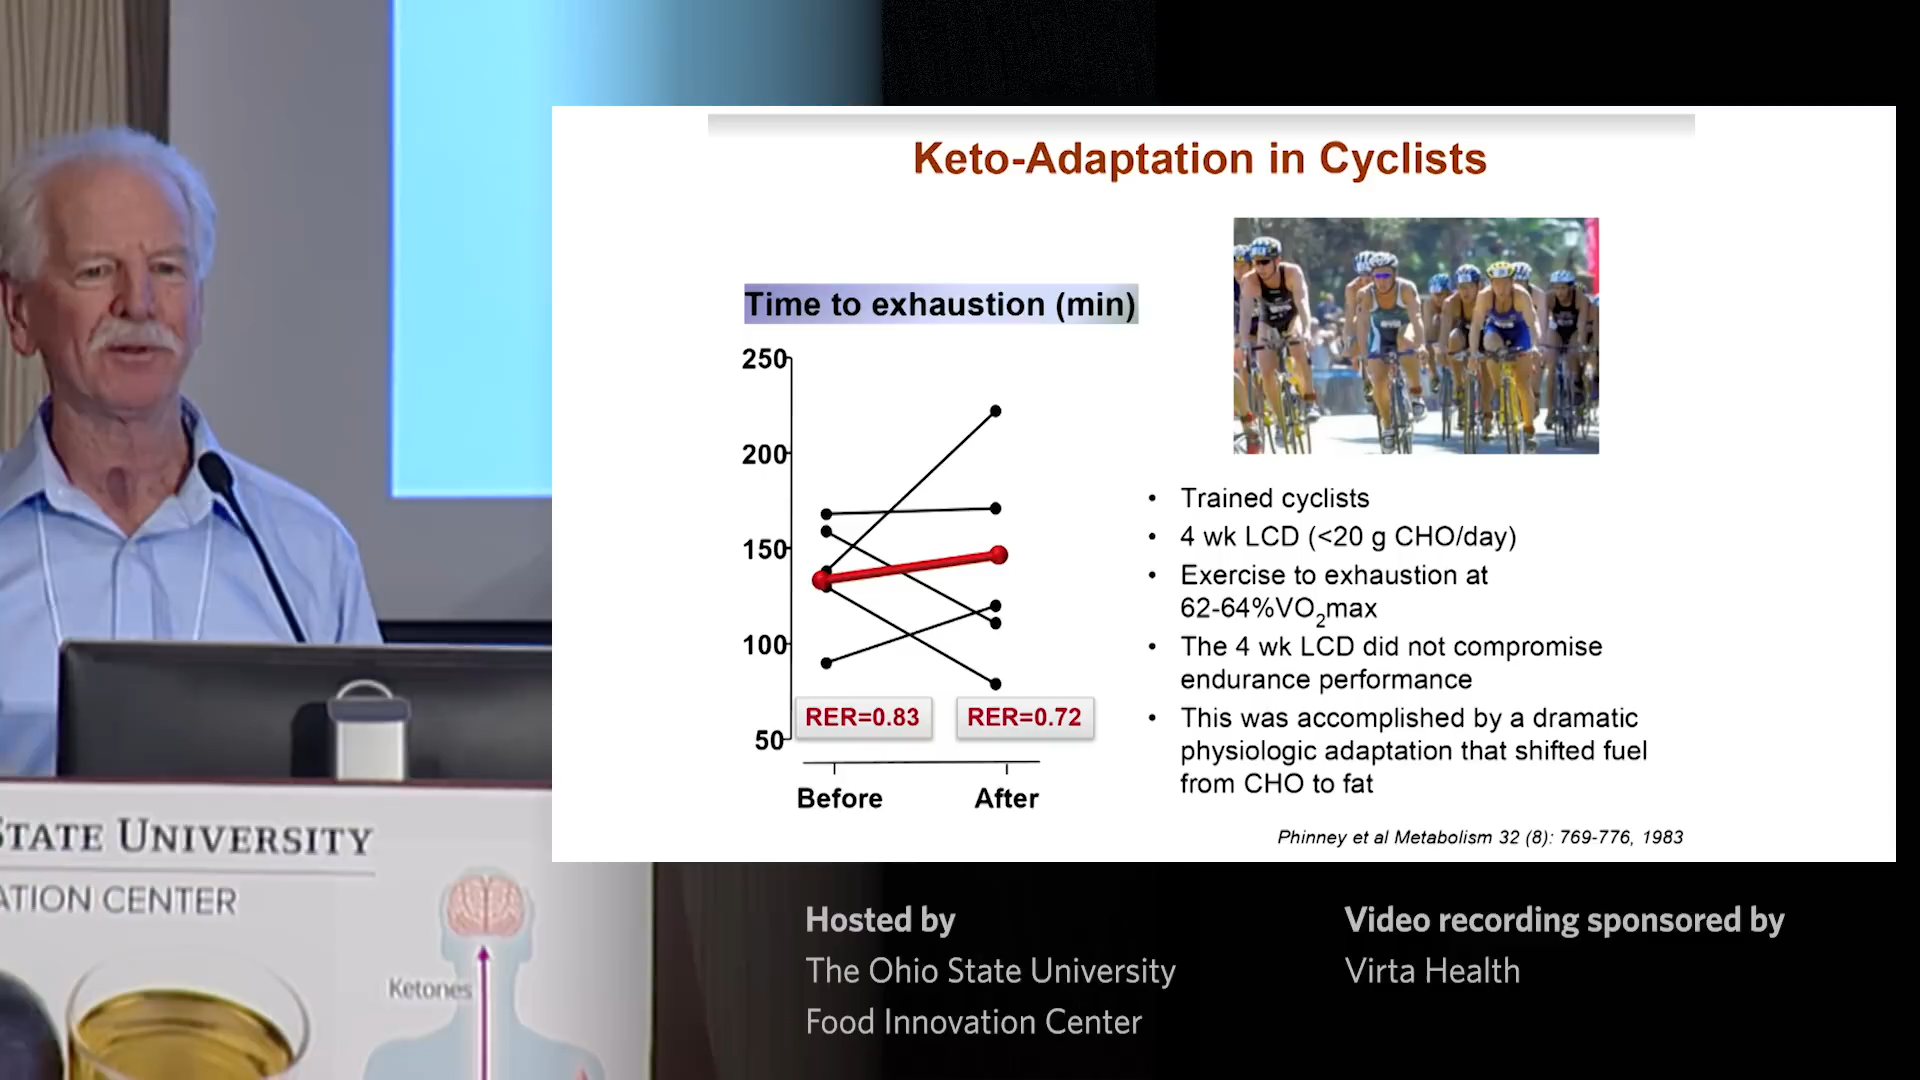 Keto-Adaptation in Cyclists
Time to exhaustion (min)
250
200
150
100
50
RER=0.83
RER=0.72
Before
After
• Trained cyclists
• 4 wk LCD (<20 g CHO/day)
• Exercise to exhaustion at
62-64%VO2max
• The 4 wk LCD did not compromise
endurance performance
• This was accomplished by a dramatic
physiologic adaptation that shifted fuel
from CHO to fat
Phinney et al Metabolism 32 (8): 769-776, 1983
STATE UNIVERSITY
ATION CENTER
Ketones
Hosted by
The Ohio State University
Food Innovation Center
Video recording sponsored by
Virta Health